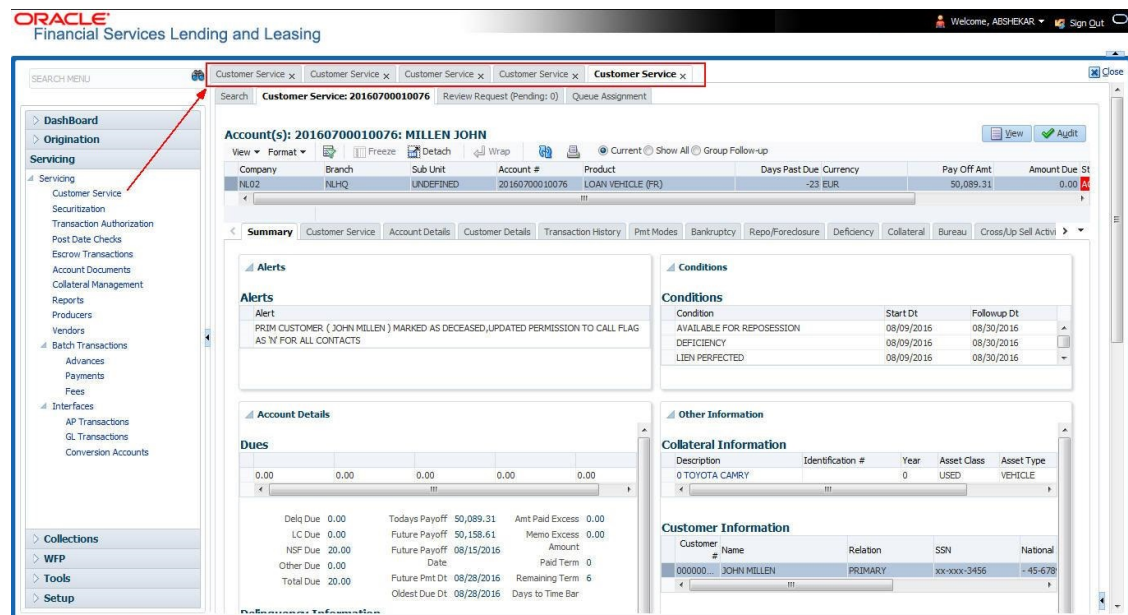 ORACLE
Financial Services Lending and Leasing
Welcome, ABSHEKAR
Sign Out
SEARCH MENU
Customer Service x Customer Service x Customer Service x Customer Service x Customer Service x
Close
Search Customer Service: 20160700010076 Review Request (Pending: 0) Queue Assignment
DashBoard
Origination
Servicing
Servicing
Customer Service
Securitization
Transaction Authorization
Post Date Checks
Escrow Transactions
Account Documents
Collateral Management
Reports
Producers
Vendors
Batch Transactions
Advances
Payments
Fees
Interfaces
AP Transactions
GL Transactions
Conversion Accounts
Collections
WFP
Tools
Setup
Account(s): 20160700010076: MILLEN JOHN
View Audit
View Format Freeze Detach Wrap Current Show All Group Follow-up
Company Branch Sub Unit Account # Product Days Past Due Currency Pay Off Amt Amount Due St
NL02 NLHQ UNDEFINED 20160700010076 LOAN VEHICLE (FR) -23 EUR 50,089.31 0.00
Summary Customer Service Account Details Customer Details Transaction History Pmt Modes Bankruptcy Repo/Foreclosure Deficiency Collateral Bureau Cross/Up Sell Activi
Alerts
Alerts
Alert
PRIM CUSTOMER ( JOHN MILLEN ) MARKED AS DECEASED,UPDATED PERMISSION TO CALL FLAG
AS 'N' FOR ALL CONTACTS
Conditions
Conditions
Condition Start Dt Followup Dt
AVAILABLE FOR REPOSESSION 08/09/2016 08/30/2016
DEFICIENCY 08/09/2016 08/30/2016
LIEN PERFECTED 08/09/2016 08/30/2016
Account Details
Dues
0.00 0.00 0.00 0.00 0.00
Delq Due 0.00 Todays Payoff 50,089.31 Amt Paid Excess 0.00
LC Due 0.00 Future Payoff 50,158.61 Memo Excess Amount 0.00
NSF Due 20.00 Future Payoff Date 08/15/2016 Paid Term 0
Other Due 0.00 Future Pmt Dt 08/28/2016 Remaining Term 6
Total Due 20.00 Oldest Due Dt 08/28/2016 Days to Time Bar
Delinquency Information
Other Information
Collateral Information
Description Identification # Year Asset Class Asset Type
0 TOYOTA CAMRY 0 USED VEHICLE
Customer Information
Customer # Name Relation SSN National
000000... JOHN MILLEN PRIMARY xx-xxx-3456 - 45-678